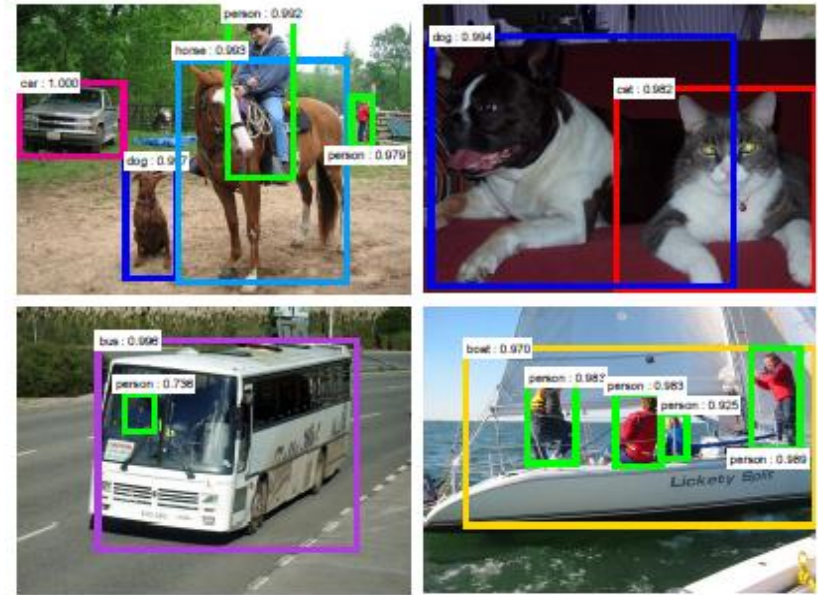 person : 0.992
horse : 0.993
car : 1.000
dog : 0.997
person : 0.979
dog : 0.994
cat : 0.982
bus : 0.996
person : 0.736
boat : 0.970
person : 0.983
person : 0.983
person : 0.925
person : 0.989
Lickety Split